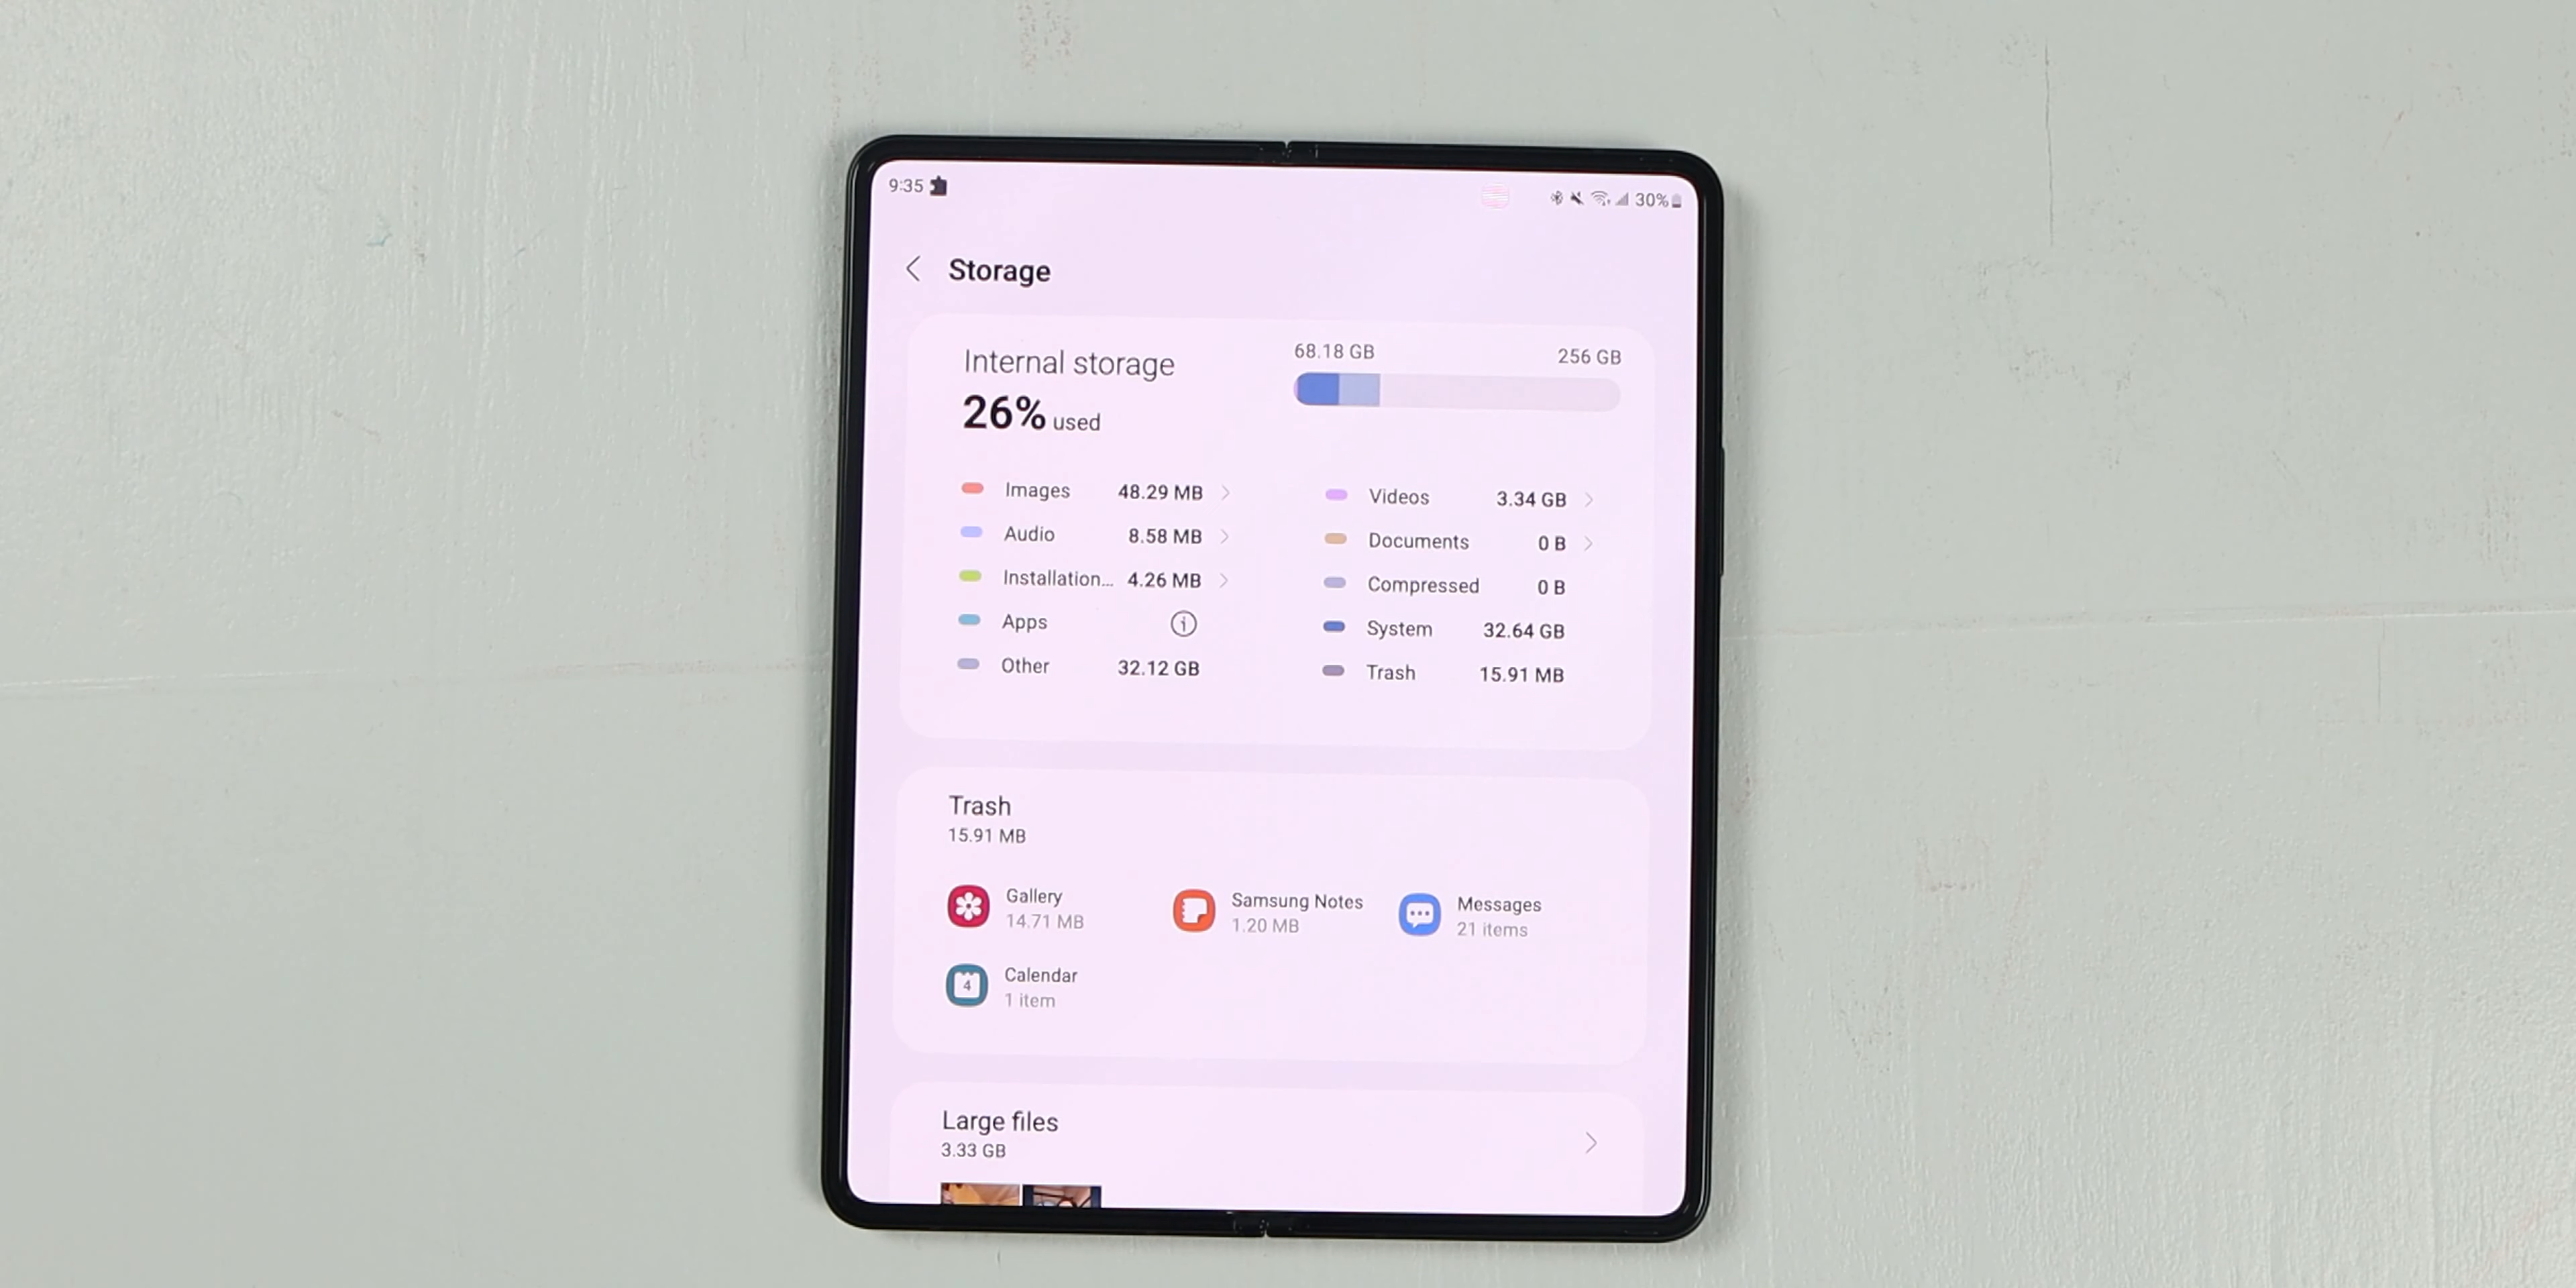 9:35
30%
Storage
Internal storage
26% used
68.18 GB
256 GB
Images 48.29 MB
Audio 8.58 MB
Installation... 4.26 MB
Apps
Other 32.12 GB
Videos 3.34 GB
Documents 0 B
Compressed 0 B
System 32.64 GB
Trash 15.91 MB
Trash
15.91 MB
Gallery
14.71 MB
Samsung Notes
1.20 MB
Messages
21 items
4
Calendar
1 item
Large files
3.33 GB